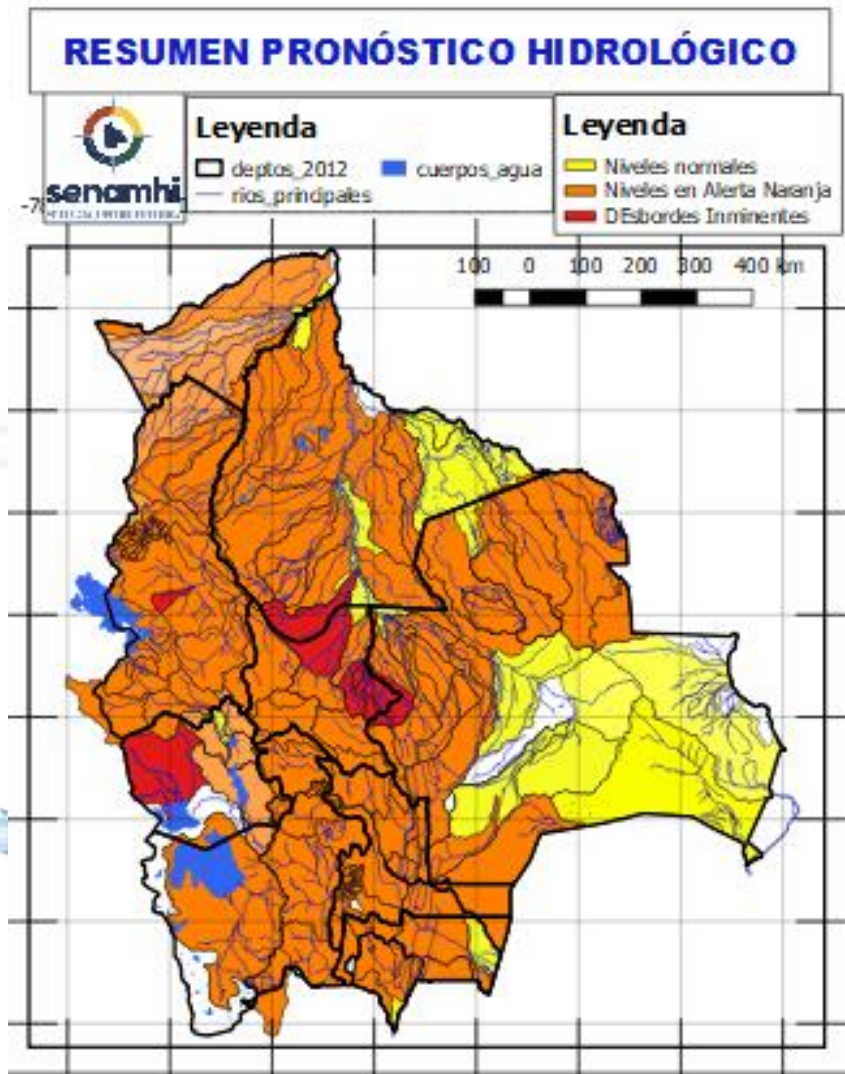 RESUMEN PRONÓSTICO HIDROLÓGICO
senamhi
Leyenda
deptos_2012
cuerpos_agua
rios_principales
Leyenda
Niveles normales
Niveles en Alerta Naranja
DEsbordes Inminentes
100 0 100 200 300 400 km